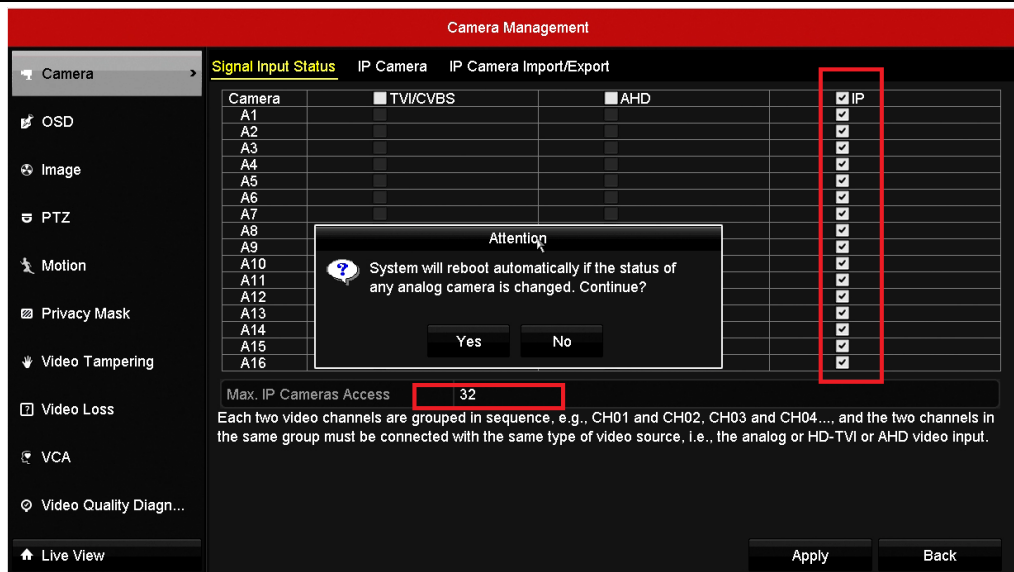 Camera Management
Camera
OSD
Image
PTZ
Motion
Privacy Mask
Video Tampering
Video Loss
VCA
Video Quality Diagn...
Live View
Signal Input Status IP Camera IP Camera Import/Export
Camera TVI/CVBS AHD IP
A1
A2
A3
A4
A5
A6
A7
A8
A9
A10
A11
A12
A13
A14
A15
A16
Attention
System will reboot automatically if the status of
any analog camera is changed. Continue?
Yes No
Max. IP Cameras Access 32
Each two video channels are grouped in sequence, e.g., CH01 and CH02, CH03 and CH04..., and the two channels in
the same group must be connected with the same type of video source, i.e., the analog or HD-TVI or AHD video input.
Apply Back